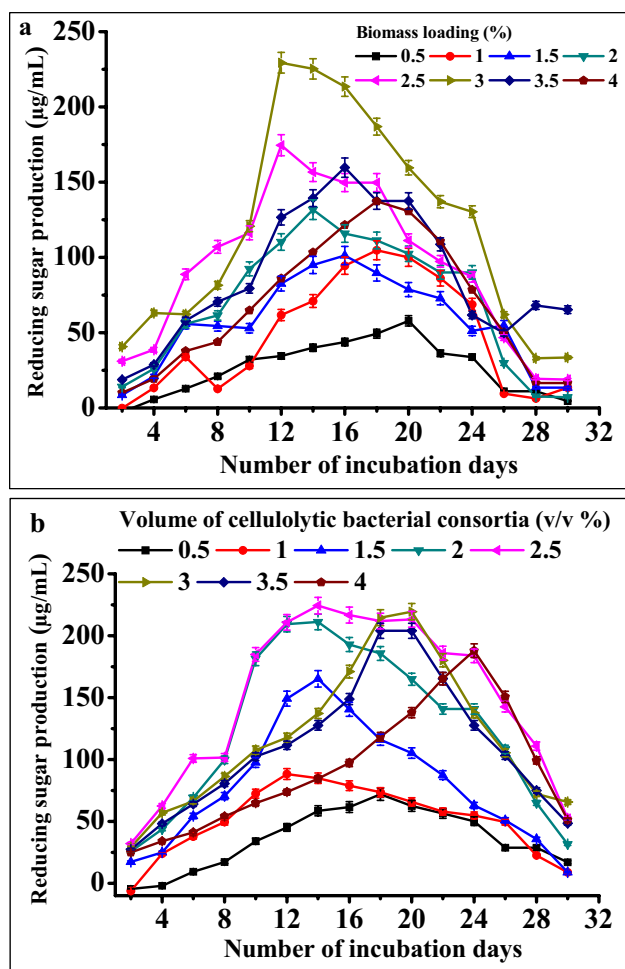 a
Biomass loading (%)
0.5 1 1.5 2
2.5 3 3.5 4
Reducing sugar production (µg/mL)
250
200
150
100
50
0
4 8 12 16 20 24 28 32
Number of incubation days
b
Volume of cellulolytic bacterial consortia (v/v %)
0.5 1 1.5 2 2.5
3 3.5 4
Reducing sugar production (µg/mL)
250
200
150
100
50
0
4 8 12 16 20 24 28 32
Number of incubation days